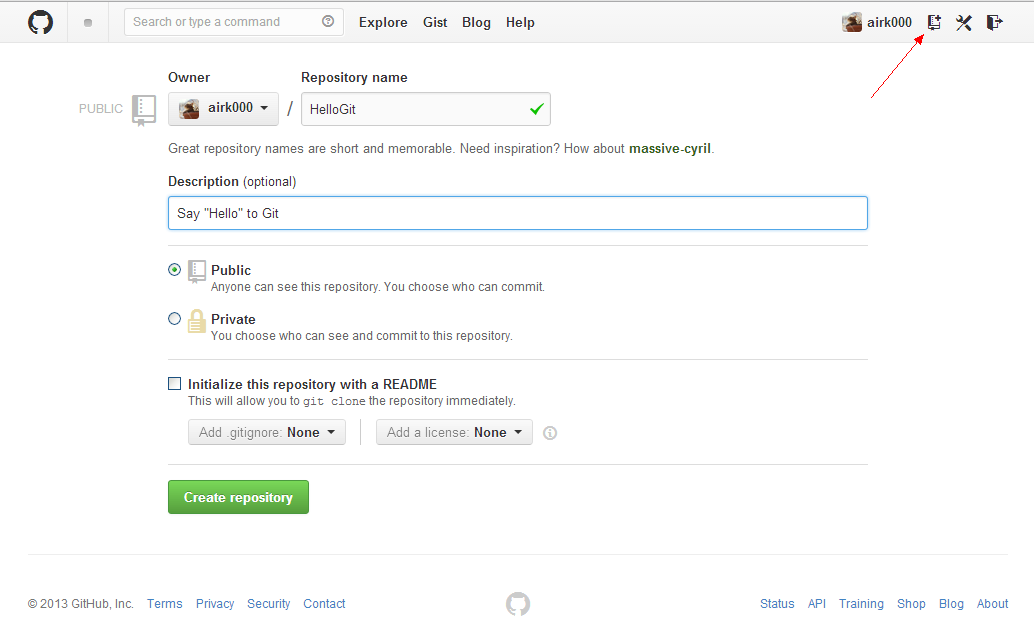 Search or type a command Explore Gist Blog Help airk000
Owner Repository name
PUBLIC airk000 / HelloGit
Great repository names are short and memorable. Need inspiration? How about massive-cyril.
Description (optional)
Say "Hello" to Git
Public
Anyone can see this repository. You choose who can commit.
Private
You choose who can see and commit to this repository.
Initialize this repository with a README
This will allow you to git clone the repository immediately.
Add .gitignore: None Add a license: None
Create repository
© 2013 GitHub, Inc. Terms Privacy Security Contact Status API Training Shop Blog About